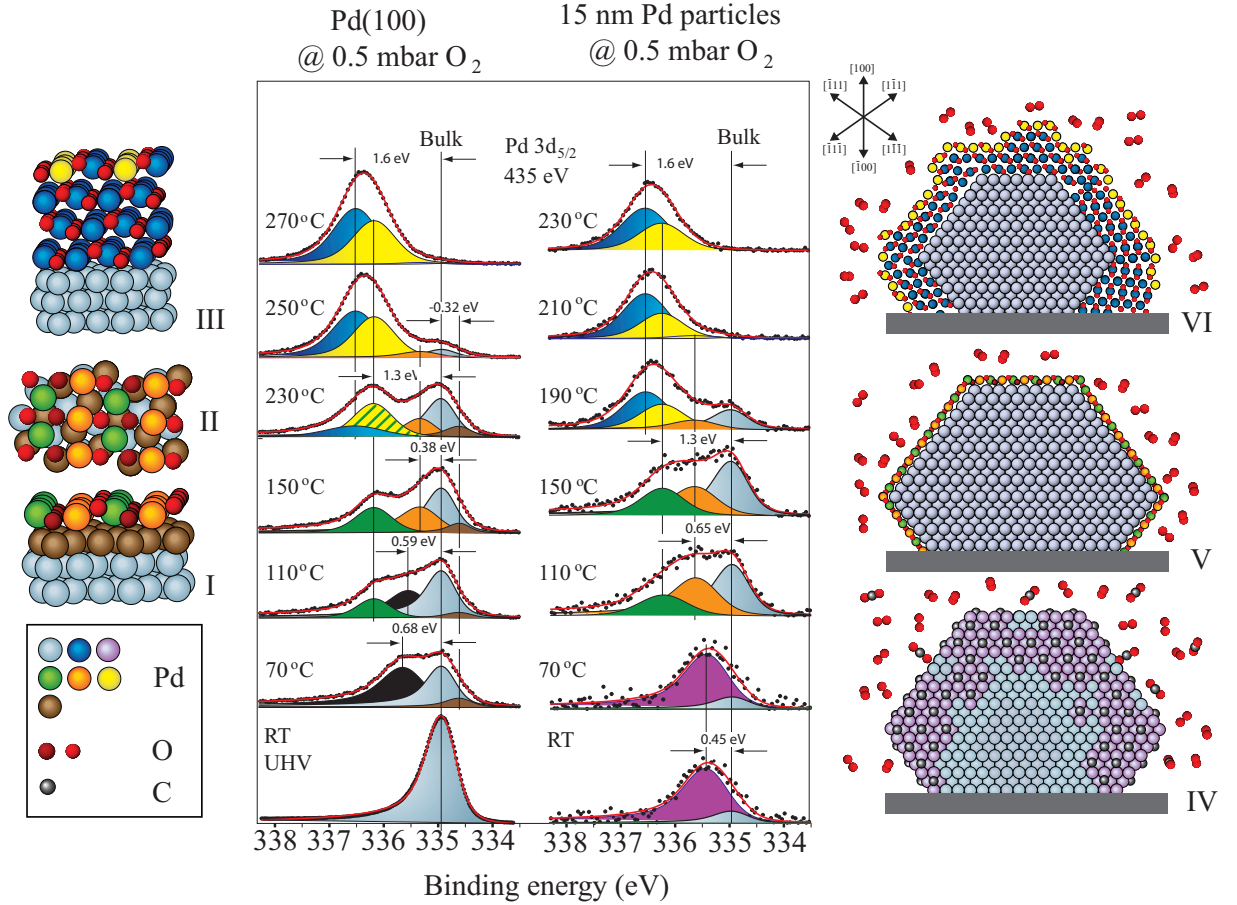 Pd(100)
@ 0.5 mbar O2
15 nm Pd particles
@ 0.5 mbar O2
Bulk
1.6 eV
270°C
250°C
-0.32 eV
230°C
1.3 eV
150°C
0.38 eV
110°C
0.59 eV
70°C
0.68 eV
RT
UHV
338 337 336 335 334
Pd 3d5/2
435 eV
Bulk
1.6 eV
230°C
210°C
190°C
1.3 eV
150°C
0.65 eV
110°C
70°C
RT
0.45 eV
338 337 336 335 334
Binding energy (eV)
III
II
I
Pd
O
C
[100]
[1̄11]
[11̄1]
[1̄1̄1̄]
[11̄1̄]
[1̄00]
VI
V
IV